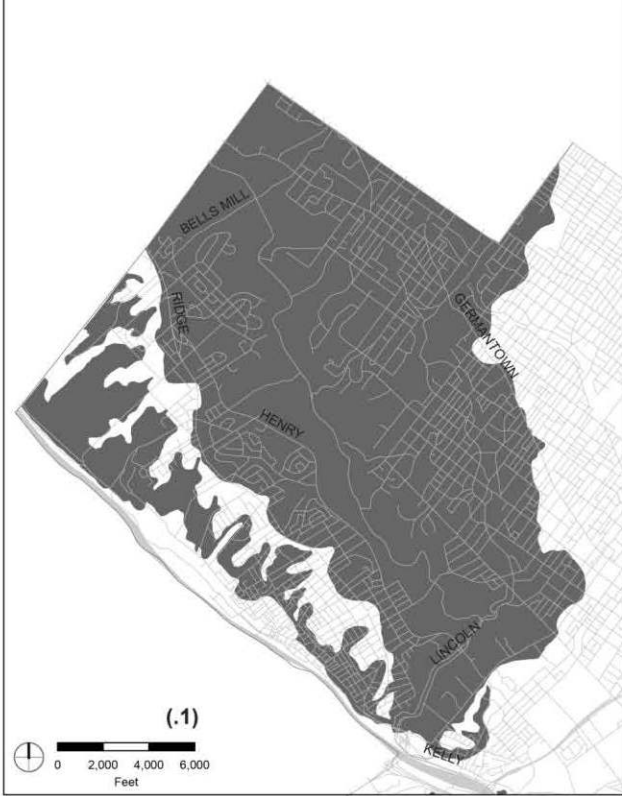 BELLS MILL
RIDGE
GERMANTOWN
HENRY
LINCOLN
(.1)
KELLY
0 2,000 4,000 6,000
Feet